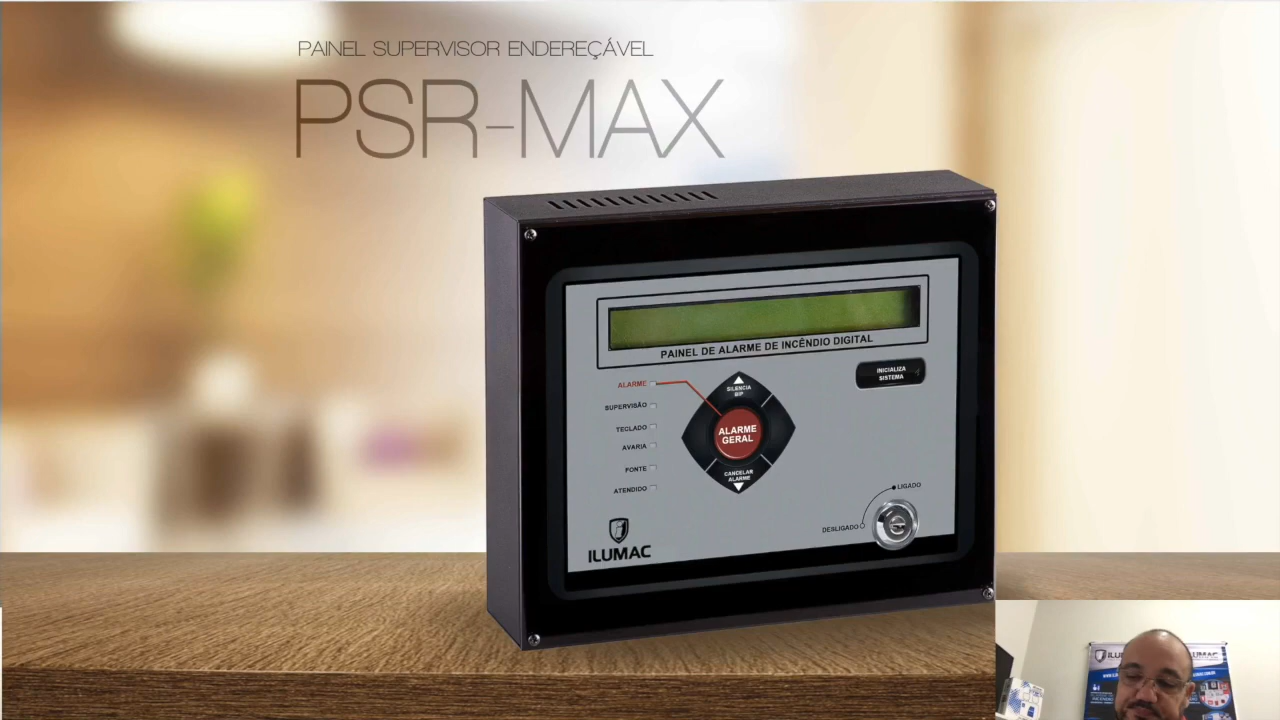 PAINEL SUPERVISOR ENDEREÇÁVEL
PSR-MAX
PAINEL DE ALARME DE INCÊNDIO DIGITAL
INICIALIZA
SISTEMA
ALARME
SUPERVISÃO
TECLADO
AVARIA
FONTE
ATENDIDO
SILENCIA
BIP
ALARME
GERAL
CANCELAR
ALARME
LIGADO
DESLIGADO
ILUMAC